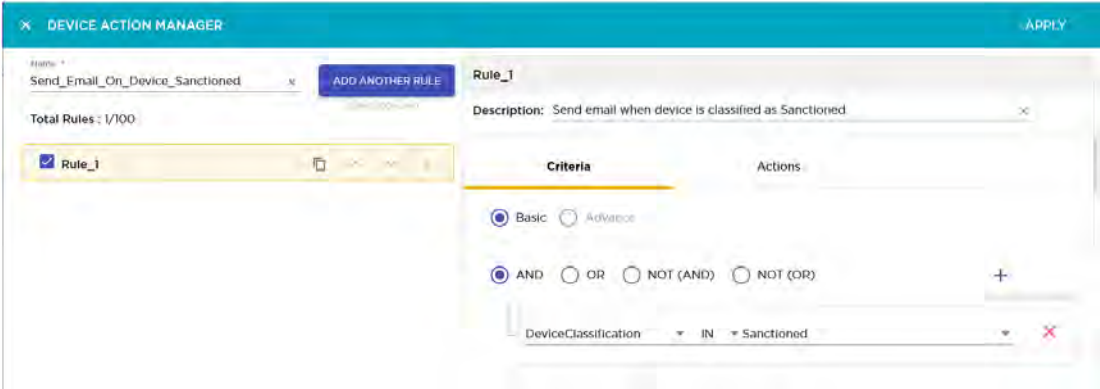 DEVICE ACTION MANAGER
APPLY
Name *
Send_Email_On_Device_Sanctioned
ADD ANOTHER RULE
Total Rules : 1/100
Rule_1
Rule_1
Description: Send email when device is classified as Sanctioned
Criteria
Actions
Basic
Advance
AND
OR
NOT (AND)
NOT (OR)
DeviceClassification
IN
Sanctioned